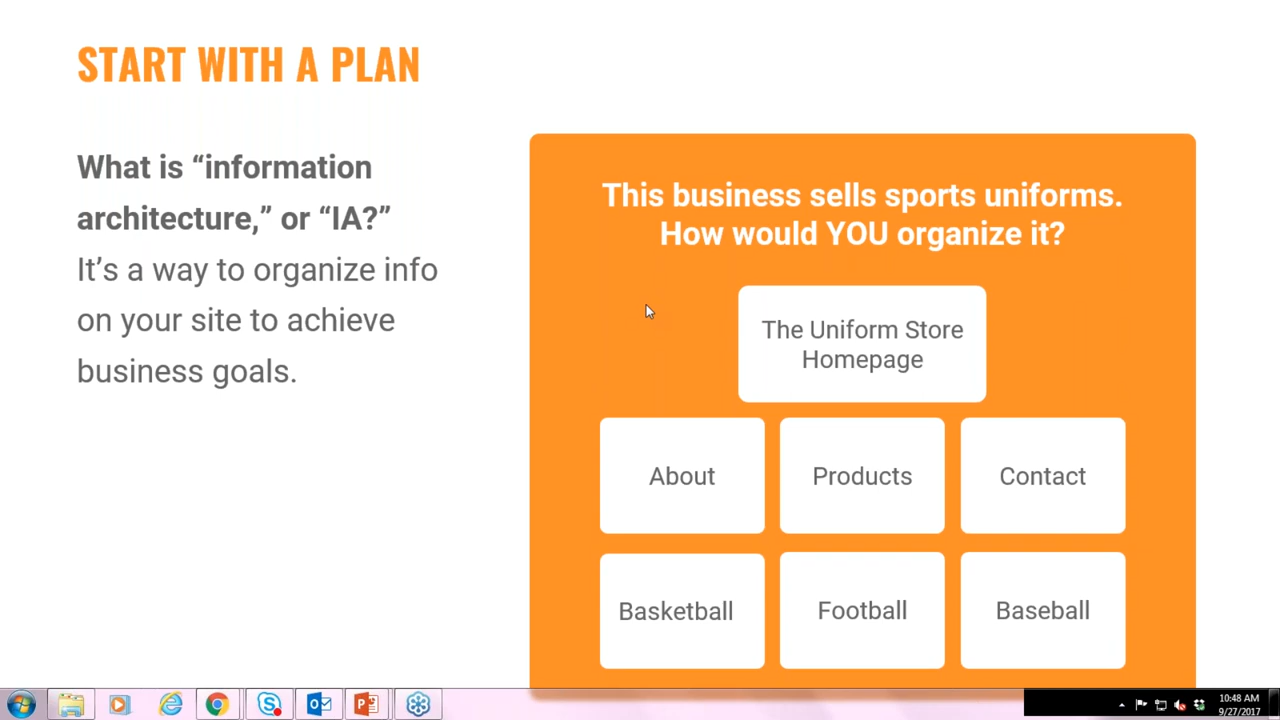 START WITH A PLAN
What is “information
architecture,” or “IA?”
It’s a way to organize info
on your site to achieve
business goals.
This business sells sports uniforms.
How would YOU organize it?
The Uniform Store
Homepage
About
Products
Contact
Basketball
Football
Baseball
10:48 AM
9/27/2017